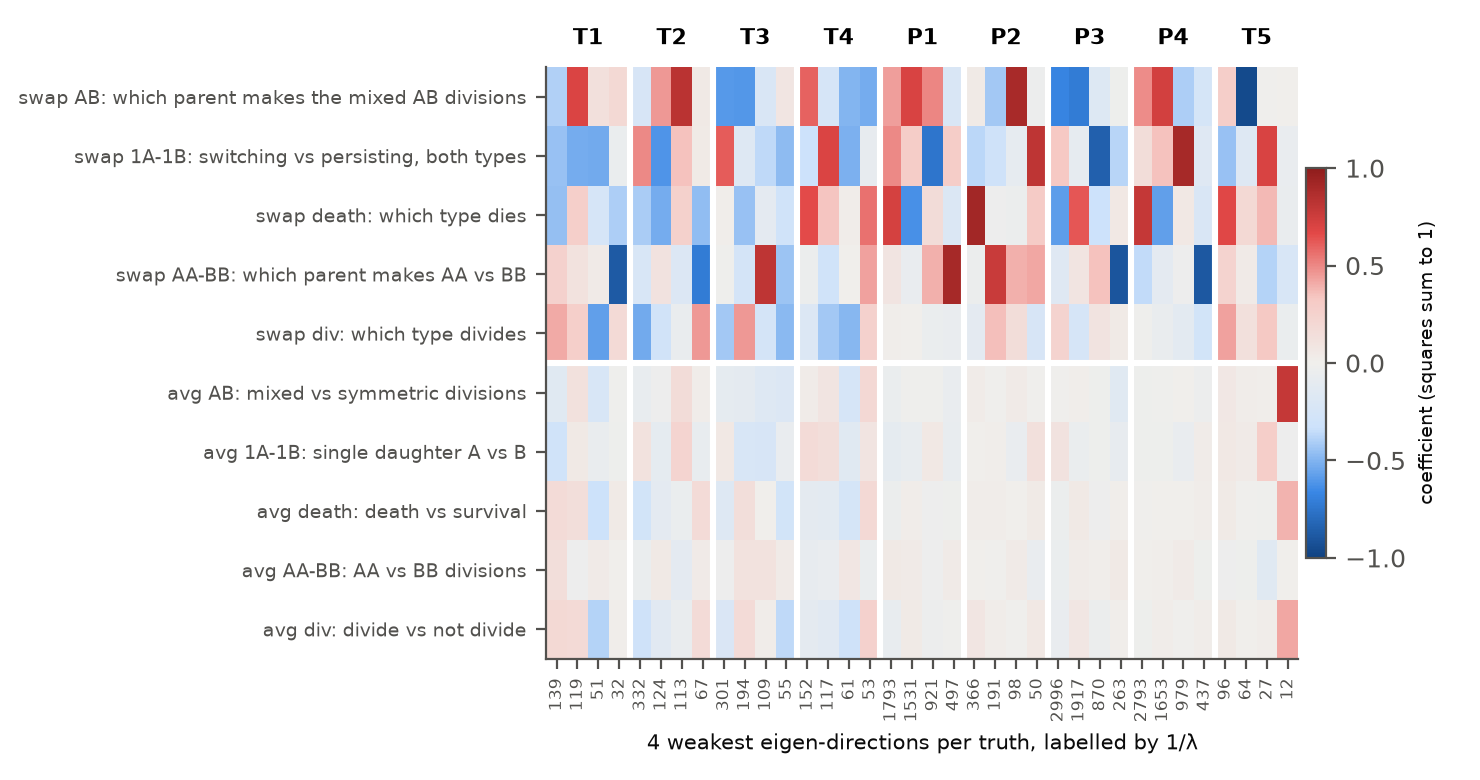 T1 T2 T3 T4 P1 P2 P3 P4 T5
swap AB: which parent makes the mixed AB divisions
swap 1A-1B: switching vs persisting, both types
swap death: which type dies
swap AA-BB: which parent makes AA vs BB
swap div: which type divides
avg AB: mixed vs symmetric divisions
avg 1A-1B: single daughter A vs B
avg death: death vs survival
avg AA-BB: AA vs BB divisions
avg div: divide vs not divide
139 119 51 32 332 124 113 67 301 194 109 55 152 117 61 53 1793 1531 921 497 366 191 98 50 2996 1917 870 263 2793 1653 979 437 96 64 27 12
4 weakest eigen-directions per truth, labelled by 1/λ
1.0
0.5
0.0
−0.5
−1.0
coefficient (squares sum to 1)